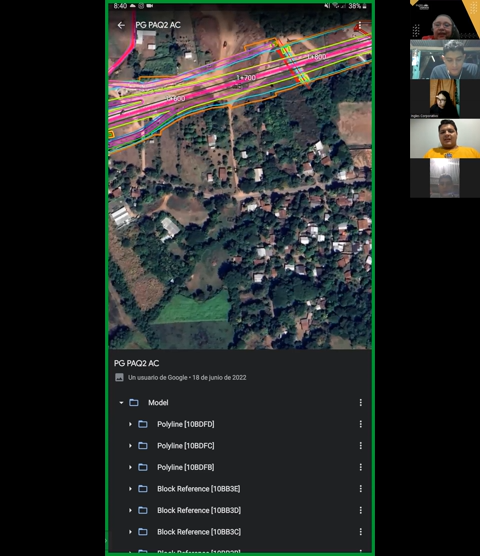 8:40
38%
PG PAQ2 AC
1+800
1+700
1+600
PG PAQ2 AC
Un usuario de Google • 18 de junio de 2022
Model
Polyline [10BDFD]
Polyline [10BDFC]
Polyline [10BDFB]
Block Reference [10BB3E]
Block Reference [10BB3D]
Block Reference [10BB3C]
Ingles Corporativo